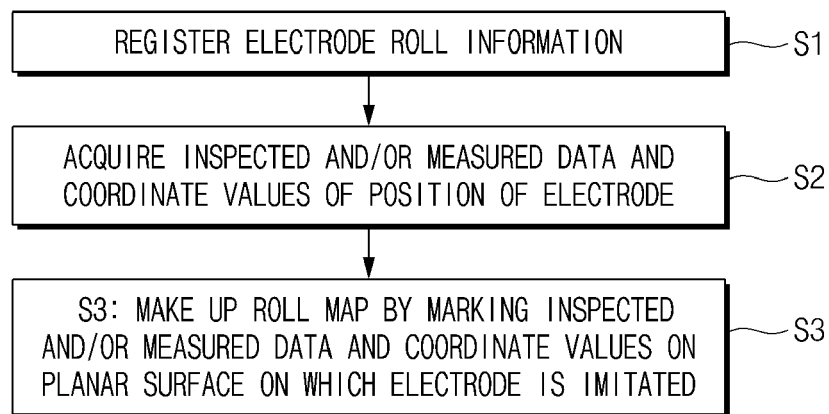 REGISTER ELECTRODE ROLL INFORMATION
S1
ACQUIRE INSPECTED AND/OR MEASURED DATA AND
COORDINATE VALUES OF POSITION OF ELECTRODE
S2
S3: MAKE UP ROLL MAP BY MARKING INSPECTED
AND/OR MEASURED DATA AND COORDINATE VALUES ON
PLANAR SURFACE ON WHICH ELECTRODE IS IMITATED
S3